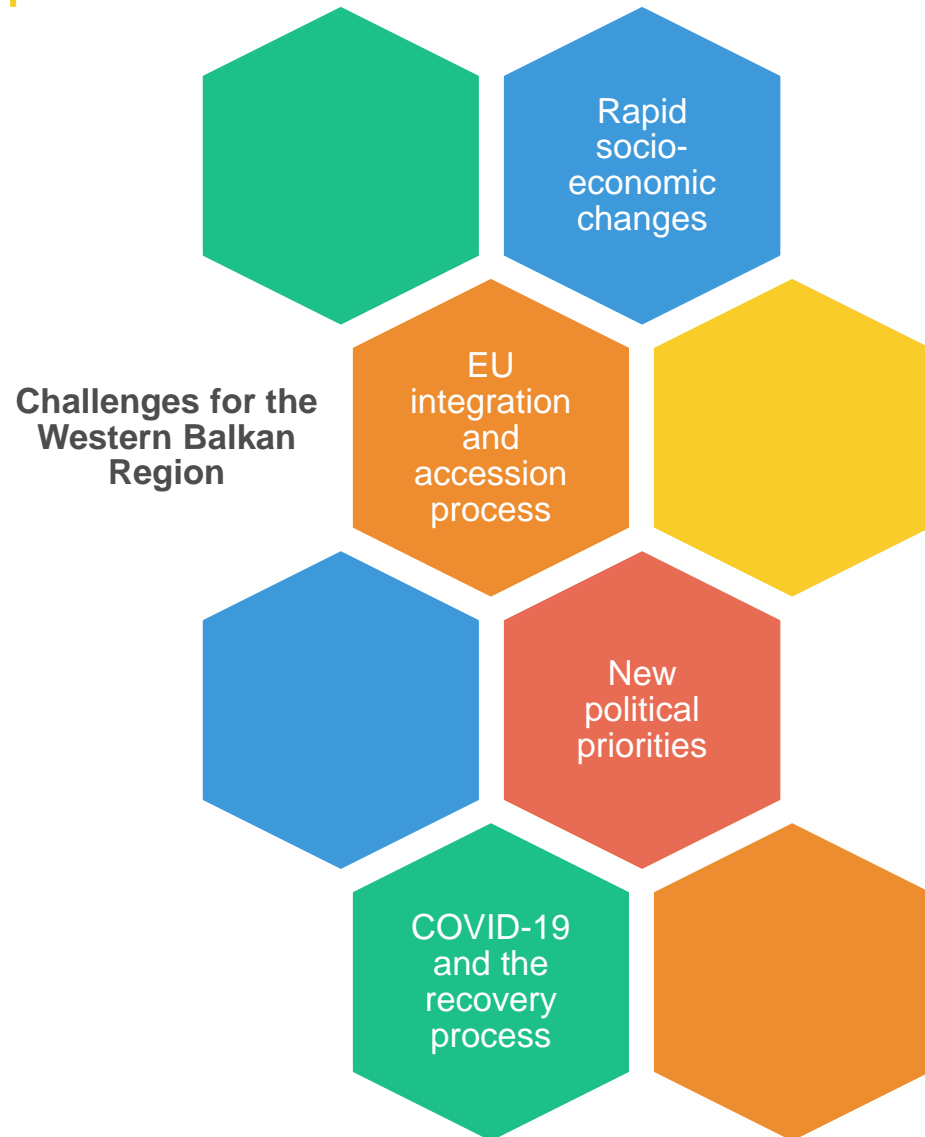 Rapid
socio-
economic
changes
EU
integration
and
accession
process
Challenges for the
Western Balkan
Region
New
political
priorities
COVID-19
and the
recovery
process